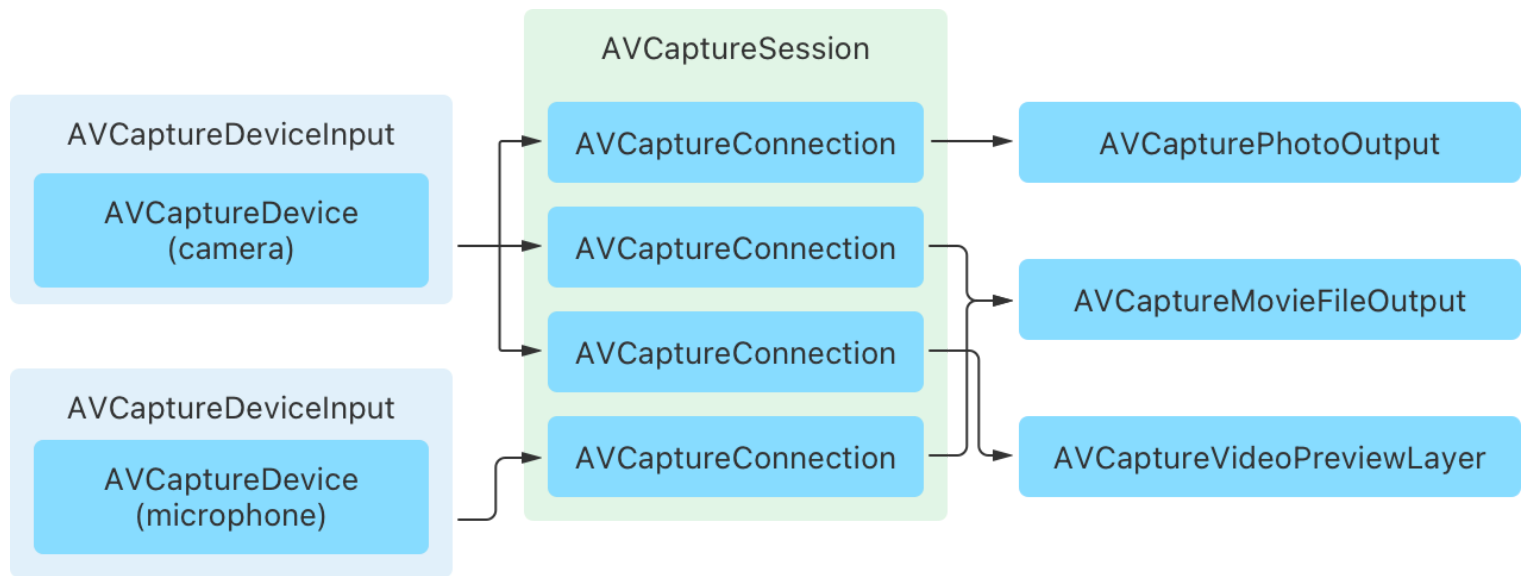 AVCaptureDeviceInput
AVCaptureDevice
(camera)
AVCaptureDeviceInput
AVCaptureDevice
(microphone)
AVCaptureSession
AVCaptureConnection
AVCaptureConnection
AVCaptureConnection
AVCaptureConnection
AVCapturePhotoOutput
AVCaptureMovieFileOutput
AVCaptureVideoPreviewLayer